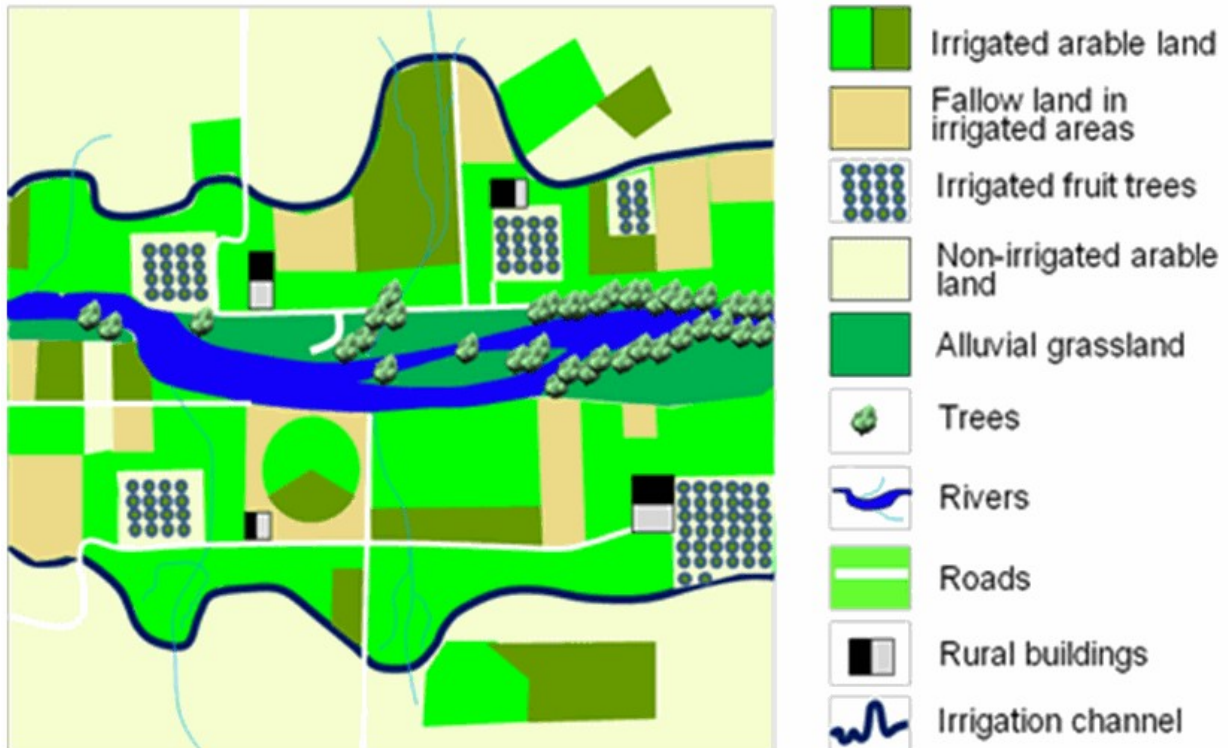 Irrigated arable land
Fallow land in
irrigated areas
Irrigated fruit trees
Non-irrigated arable
land
Alluvial grassland
Trees
Rivers
Roads
Rural buildings
Irrigation channel